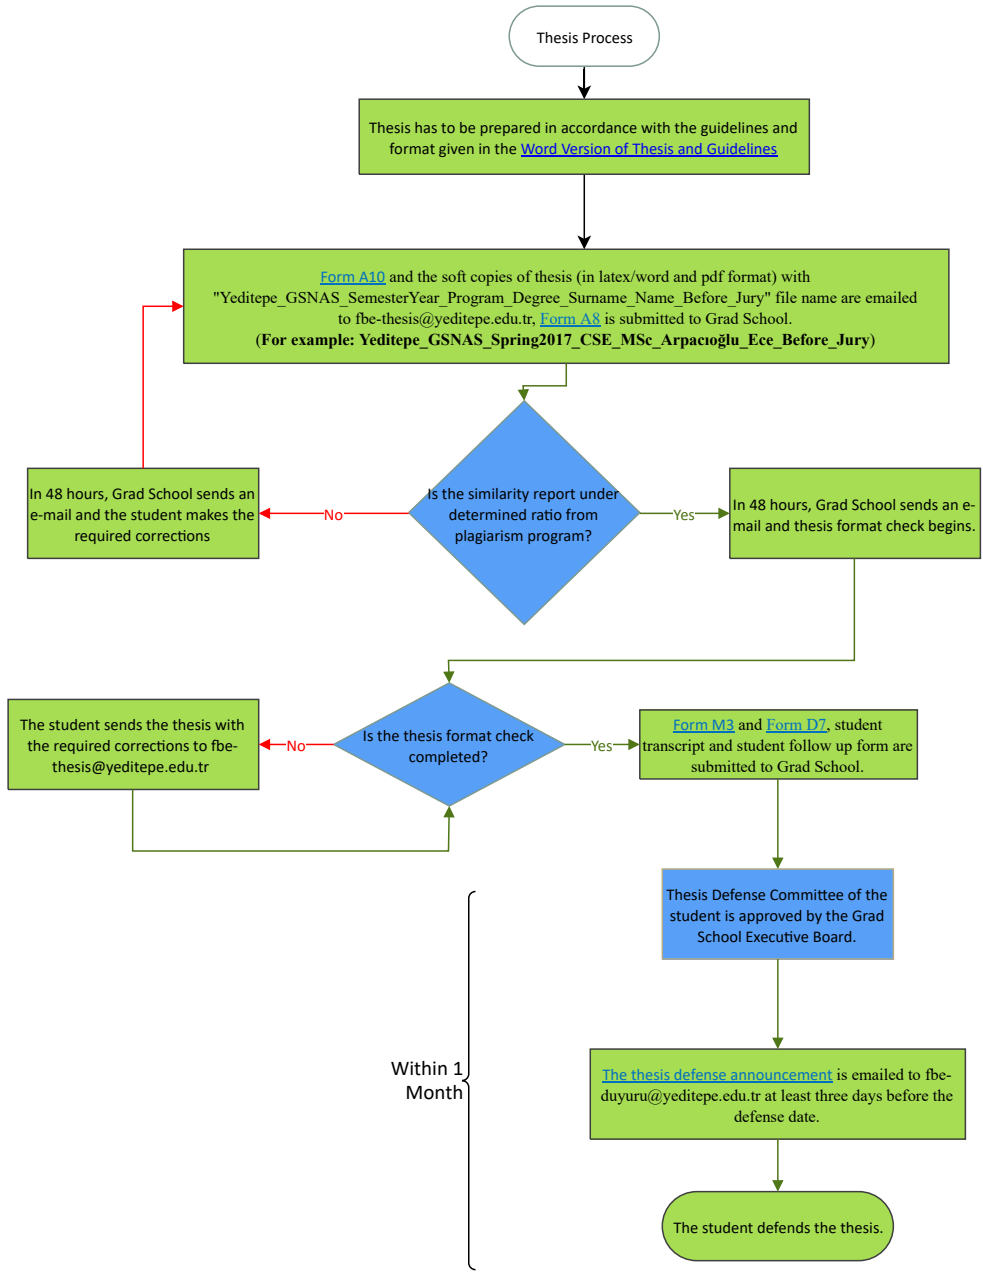 Thesis Process
Thesis has to be prepared in accordance with the guidelines and
format given in the Word Version of Thesis and Guidelines
Form A10 and the soft copies of thesis (in latex/word and pdf format) with
"Yeditepe_GSNAS_SemesterYear_Program_Degree_Surname_Name_Before_Jury" file name are emailed
to fbe-thesis@yeditepe.edu.tr, Form A8 is submitted to Grad School.
(For example: Yeditepe_GSNAS_Spring2017_CSE_MSc_Arpacıoğlu_Ece_Before_Jury)
In 48 hours, Grad School sends an
e-mail and the student makes the
required corrections
No
Is the similarity report under
determined ratio from
plagiarism program?
Yes
In 48 hours, Grad School sends an e-
mail and thesis format check begins.
The student sends the thesis with
the required corrections to fbe-
thesis@yeditepe.edu.tr
No
Is the thesis format check
completed?
Yes
Form M3 and Form D7, student
transcript and student follow up form are
submitted to Grad School.
Thesis Defense Committee of the
student is approved by the Grad
School Executive Board.
Within 1
Month
The thesis defense announcement is emailed to fbe-
duyuru@yeditepe.edu.tr at least three days before the
defense date.
The student defends the thesis.